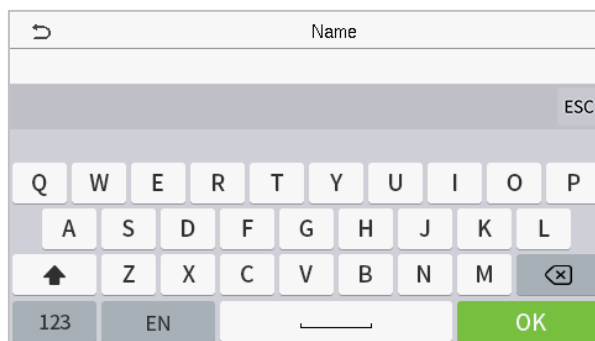 Name
ESC
Q W E R T Y U I O P
A S D F G H J K L
Z X C V B N M
123 EN OK